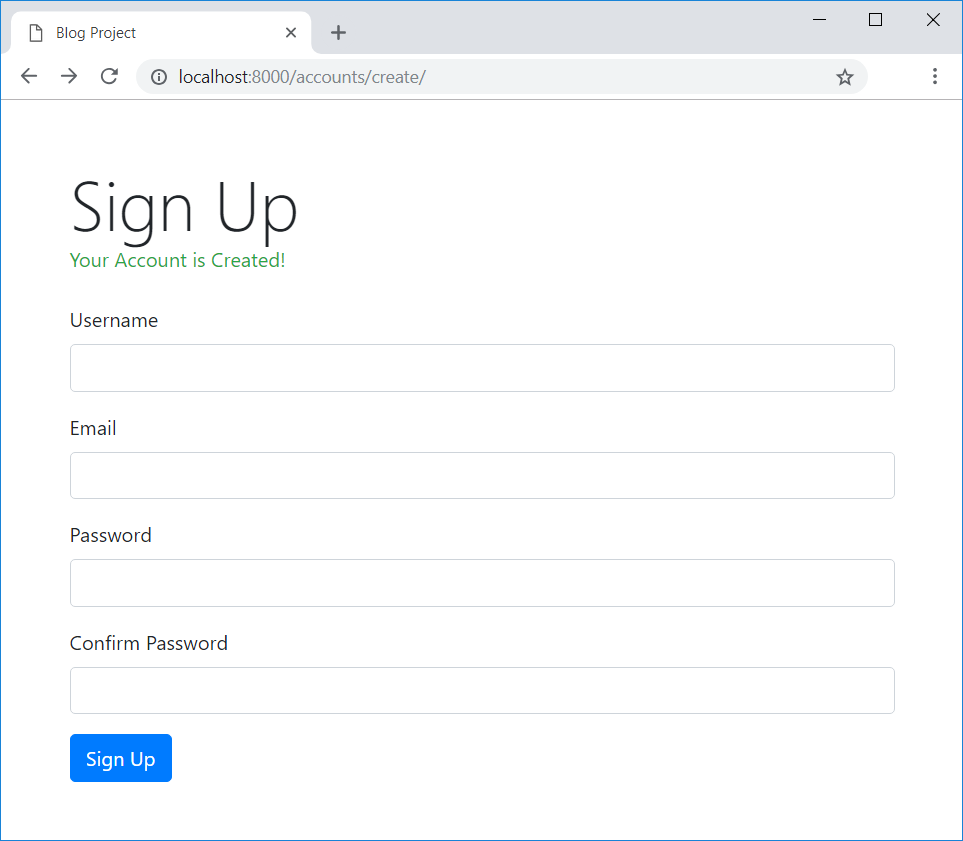 Blog Project
localhost:8000/accounts/create/
Sign Up
Your Account is Created!
Username
Email
Password
Confirm Password
Sign Up